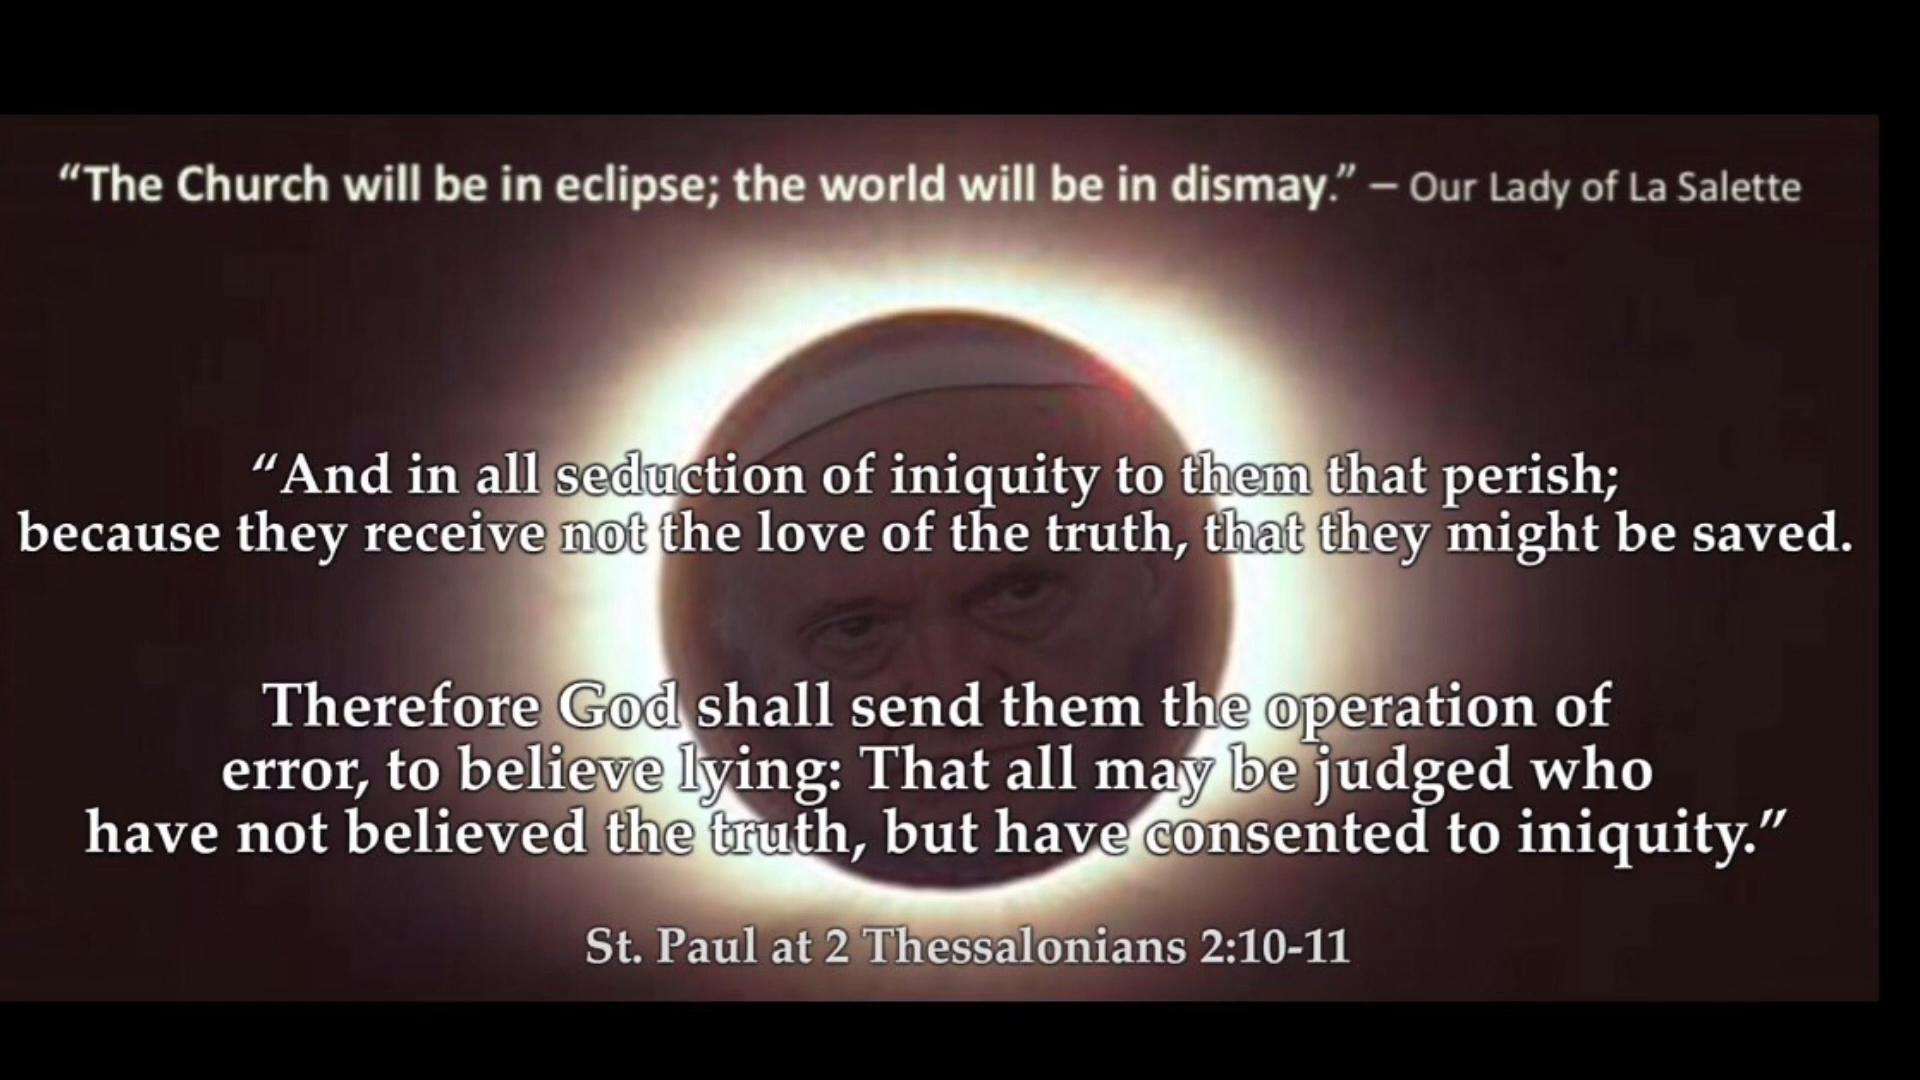 “The Church will be in eclipse; the world will be in dismay.” – Our Lady of La Salette
“And in all seduction of iniquity to them that perish;
because they receive not the love of the truth, that they might be saved.
Therefore God shall send them the operation of
error, to believe lying: That all may be judged who
have not believed the truth, but have consented to iniquity.”
St. Paul at 2 Thessalonians 2:10-11